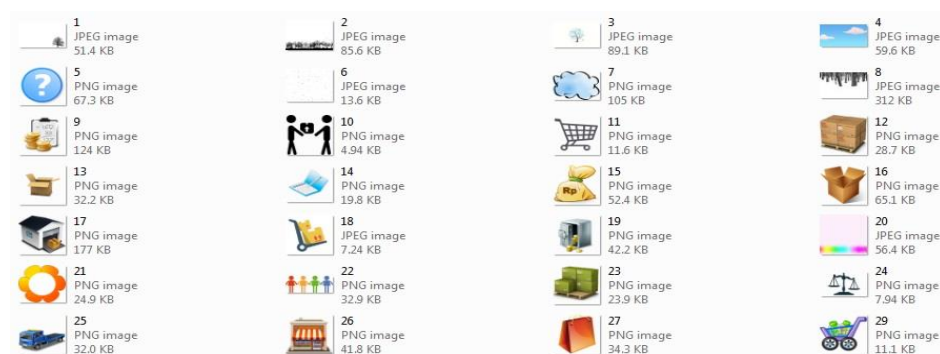 1
JPEG image
51.4 KB
2
JPEG image
85.6 KB
3
JPEG image
89.1 KB
4
JPEG image
59.6 KB
5
PNG image
67.3 KB
6
JPEG image
13.6 KB
7
PNG image
105 KB
8
JPEG image
312 KB
9
PNG image
124 KB
10
PNG image
4.94 KB
11
PNG image
11.6 KB
12
PNG image
28.7 KB
13
PNG image
32.2 KB
14
PNG image
19.8 KB
Rp
15
PNG image
52.4 KB
16
PNG image
65.1 KB
17
PNG image
177 KB
18
JPEG image
7.24 KB
19
PNG image
42.2 KB
20
JPEG image
56.4 KB
21
PNG image
24.9 KB
22
PNG image
32.9 KB
23
PNG image
23.9 KB
24
PNG image
7.94 KB
25
PNG image
32.0 KB
26
PNG image
41.8 KB
27
PNG image
34.3 KB
29
PNG image
11.1 KB